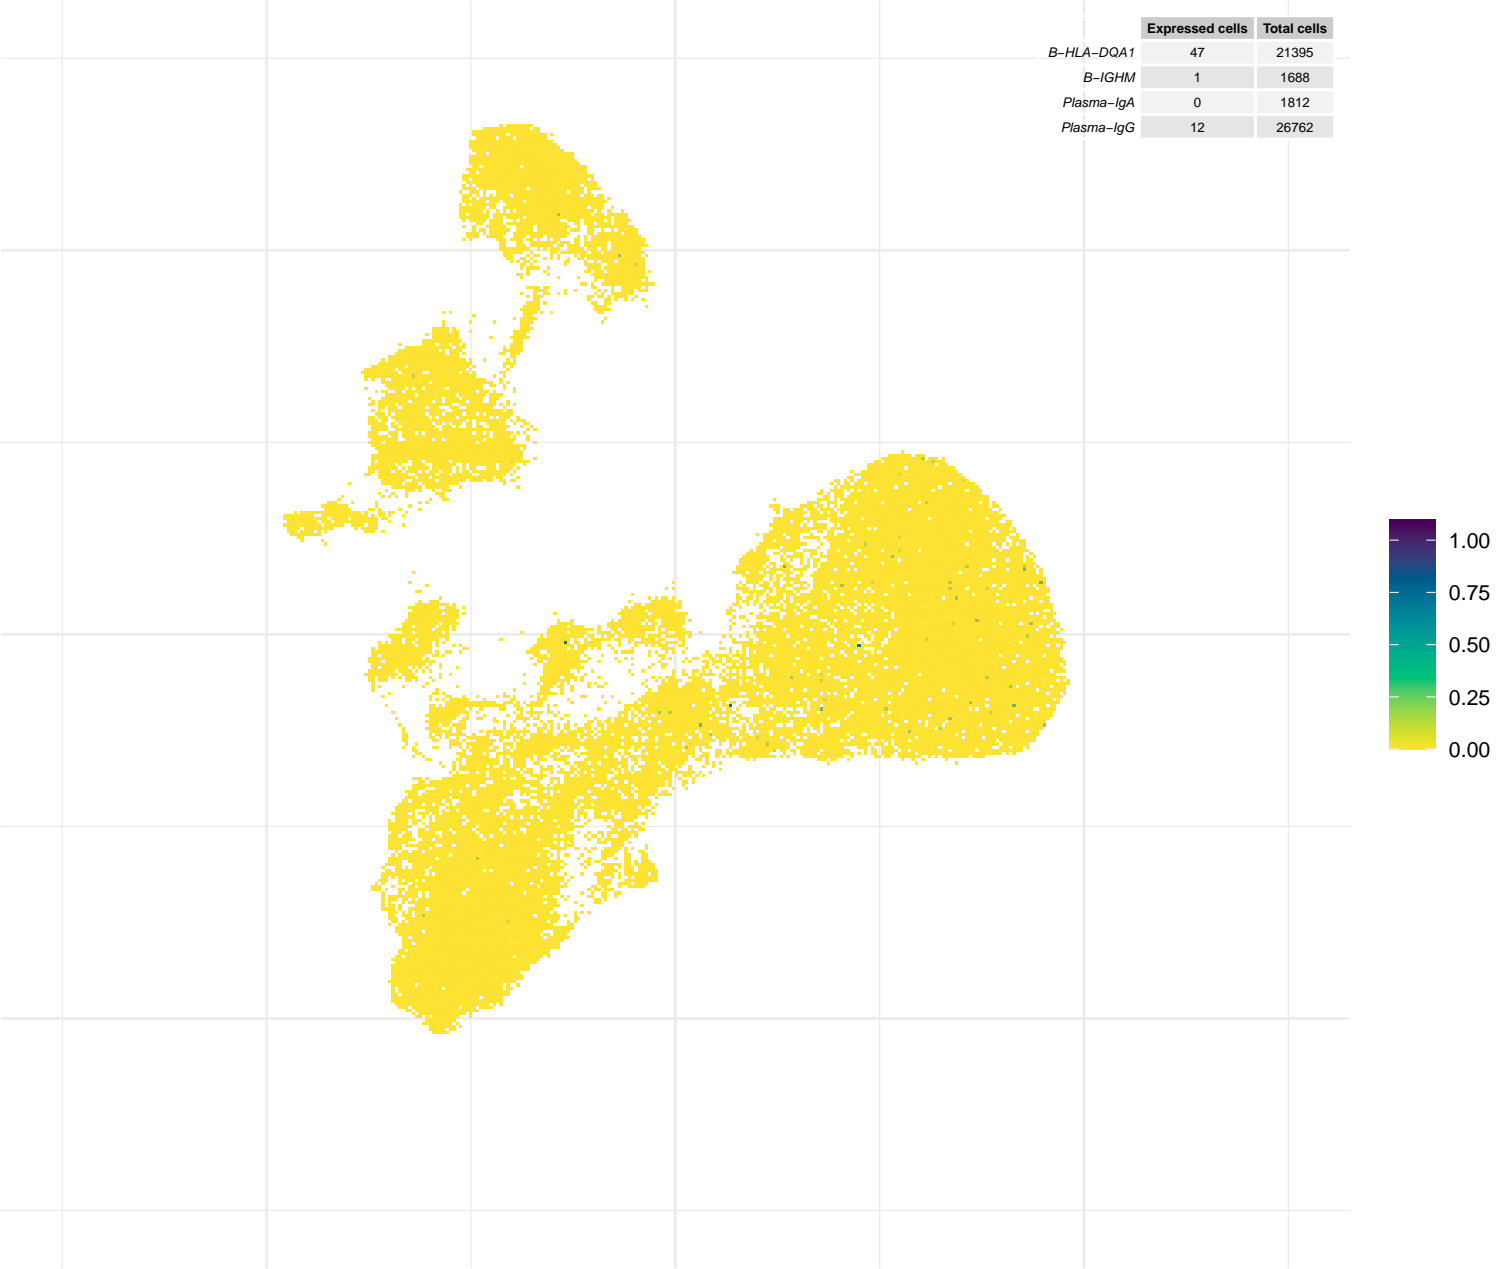 Expressed cells Total cells
B−HLA−DQA1 47 21395
B−IGHM 1 1688
Plasma−IgA 0 1812
Plasma−IgG 12 26762
1.00
0.75
0.50
0.25
0.00